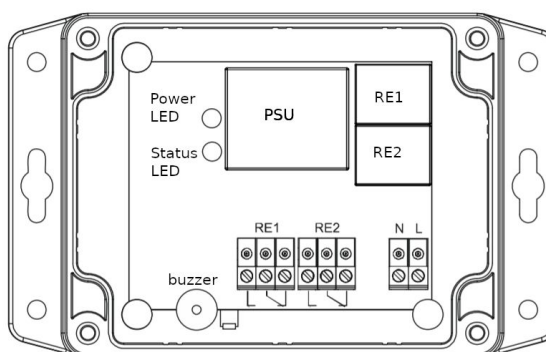 Power
LED
PSU
RE1
Status
LED
RE2
RE1
RE2
N
L
buzzer